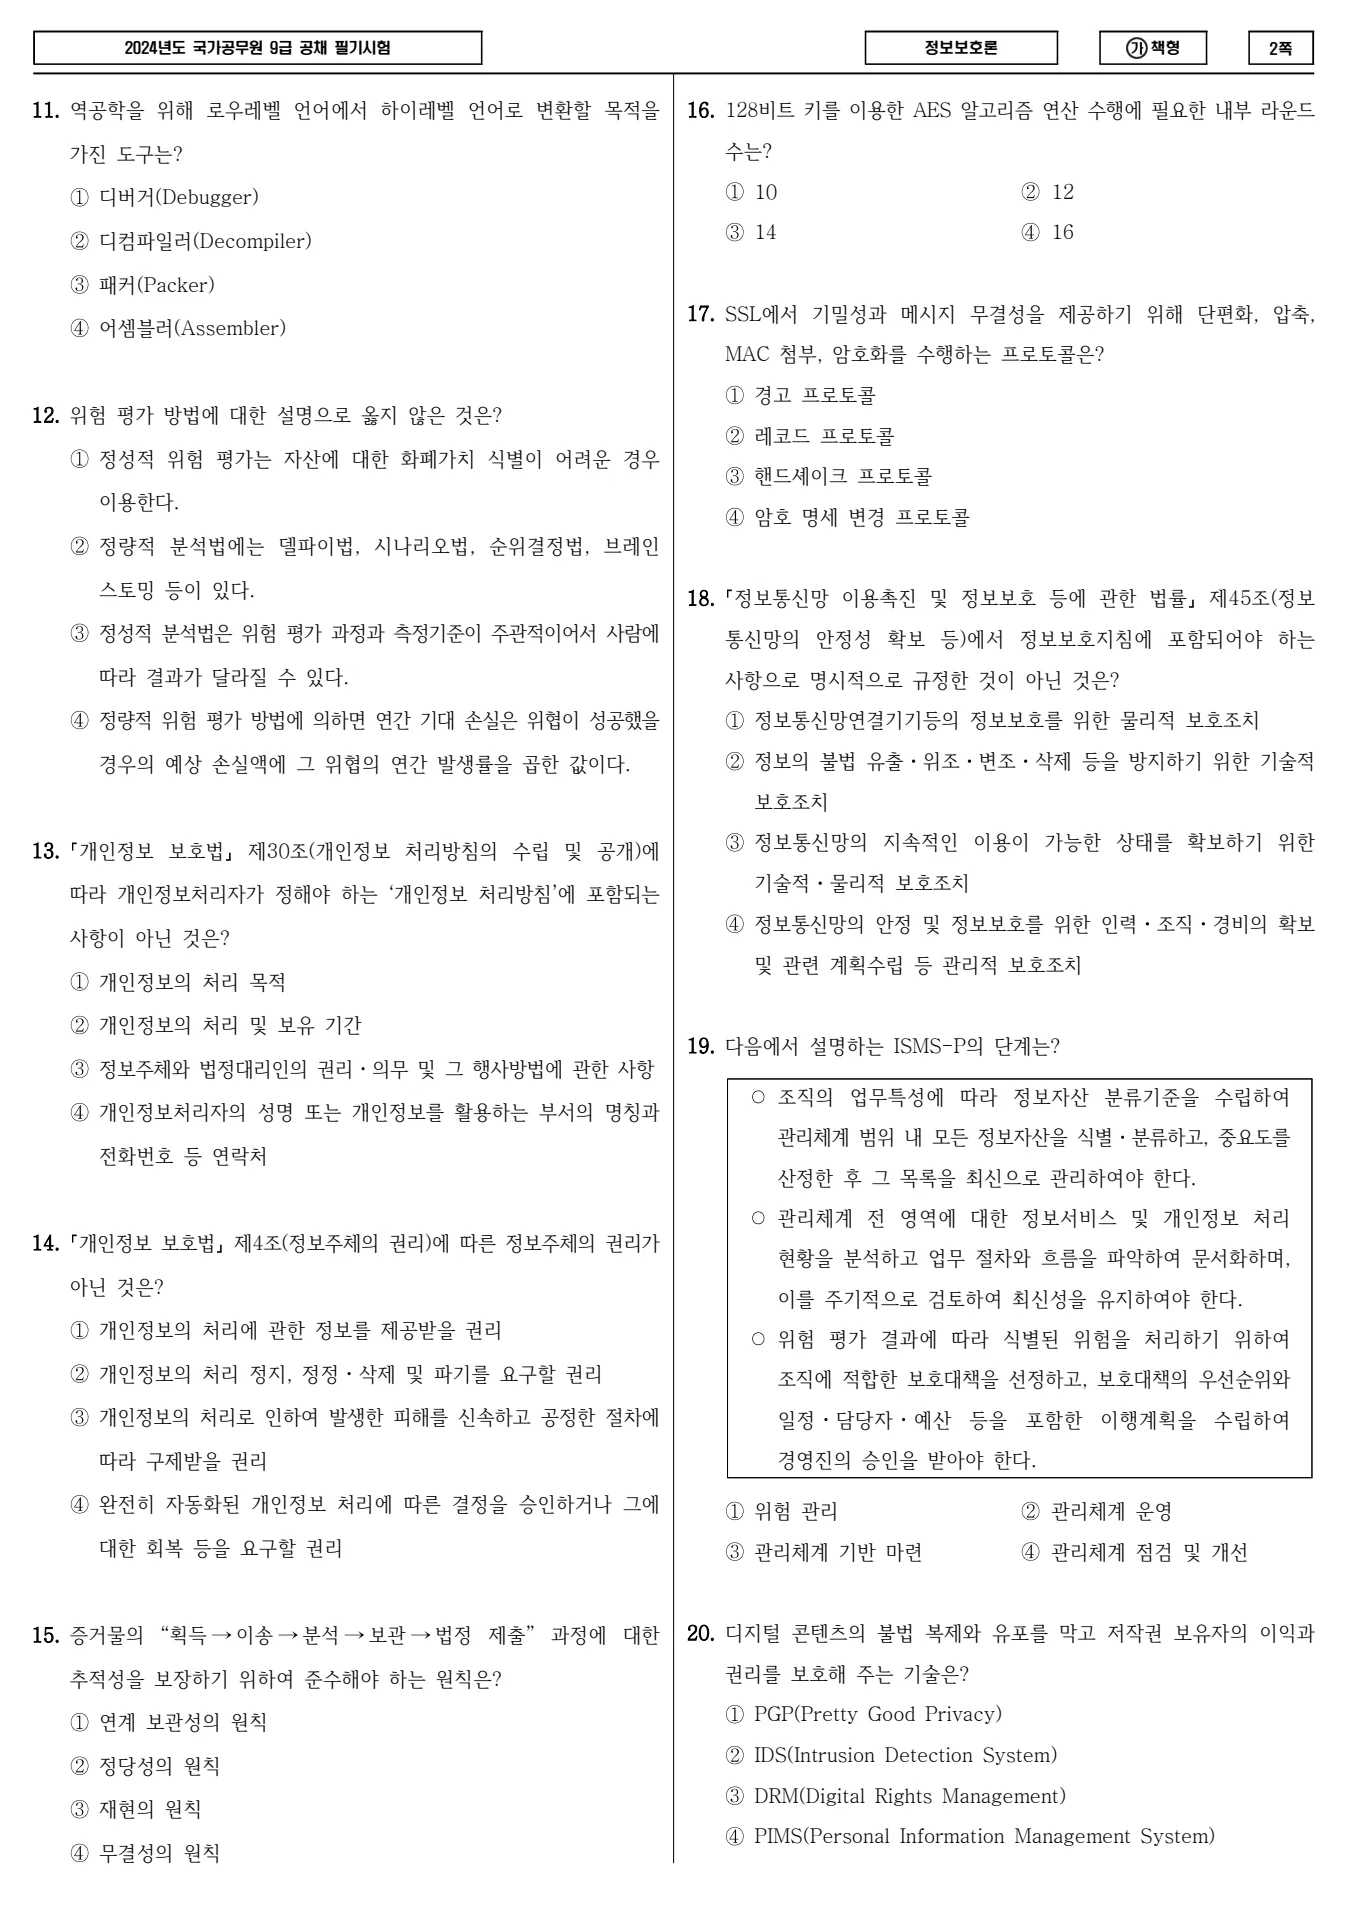 2024년도 국가공무원 9급 공채 필기시험
정보보호론
㉮ 책형
2쪽
11. 역공학을 위해 로우레벨 언어에서 하이레벨 언어로 변환할 목적을
가진 도구는?
① 디버거(Debugger)
② 디컴파일러(Decompiler)
③ 패커(Packer)
④ 어셈블러(Assembler)
12. 위험 평가 방법에 대한 설명으로 옳지 않은 것은?
① 정성적 위험 평가는 자산에 대한 화폐가치 식별이 어려운 경우
이용한다.
② 정량적 분석법에는 델파이법, 시나리오법, 순위결정법, 브레인
스토밍 등이 있다.
③ 정성적 분석법은 위험 평가 과정과 측정기준이 주관적이어서 사람에
따라 결과가 달라질 수 있다.
④ 정량적 위험 평가 방법에 의하면 연간 기대 손실은 위협이 성공했을
경우의 예상 손실액에 그 위협의 연간 발생률을 곱한 값이다.
13. 「개인정보 보호법」 제30조(개인정보 처리방침의 수립 및 공개)에
따라 개인정보처리자가 정해야 하는 ‘개인정보 처리방침’에 포함되는
사항이 아닌 것은?
① 개인정보의 처리 목적
② 개인정보의 처리 및 보유 기간
③ 정보주체와 법정대리인의 권리・의무 및 그 행사방법에 관한 사항
④ 개인정보처리자의 성명 또는 개인정보를 활용하는 부서의 명칭과
전화번호 등 연락처
14. 「개인정보 보호법」 제4조(정보주체의 권리)에 따른 정보주체의 권리가
아닌 것은?
① 개인정보의 처리에 관한 정보를 제공받을 권리
② 개인정보의 처리 정지, 정정・삭제 및 파기를 요구할 권리
③ 개인정보의 처리로 인하여 발생한 피해를 신속하고 공정한 절차에
따라 구제받을 권리
④ 완전히 자동화된 개인정보 처리에 따른 결정을 승인하거나 그에
대한 회복 등을 요구할 권리
15. 증거물의 “획득 → 이송 → 분석 → 보관 → 법정 제출” 과정에 대한
추적성을 보장하기 위하여 준수해야 하는 원칙은?
① 연계 보관성의 원칙
② 정당성의 원칙
③ 재현의 원칙
④ 무결성의 원칙
16. 128비트 키를 이용한 AES 알고리즘 연산 수행에 필요한 내부 라운드
수는?
① 10 ② 12
③ 14 ④ 16
17. SSL에서 기밀성과 메시지 무결성을 제공하기 위해 단편화, 압축,
MAC 첨부, 암호화를 수행하는 프로토콜은?
① 경고 프로토콜
② 레코드 프로토콜
③ 핸드셰이크 프로토콜
④ 암호 명세 변경 프로토콜
18. 「정보통신망 이용촉진 및 정보보호 등에 관한 법률」 제45조(정보
통신망의 안정성 확보 등)에서 정보보호지침에 포함되어야 하는
사항으로 명시적으로 규정한 것이 아닌 것은?
① 정보통신망연결기기등의 정보보호를 위한 물리적 보호조치
② 정보의 불법 유출・위조・변조・삭제 등을 방지하기 위한 기술적
보호조치
③ 정보통신망의 지속적인 이용이 가능한 상태를 확보하기 위한
기술적・물리적 보호조치
④ 정보통신망의 안정 및 정보보호를 위한 인력・조직・경비의 확보
및 관련 계획수립 등 관리적 보호조치
19. 다음에서 설명하는 ISMS-P의 단계는?
○ 조직의 업무특성에 따라 정보자산 분류기준을 수립하여
관리체계 범위 내 모든 정보자산을 식별・분류하고, 중요도를
산정한 후 그 목록을 최신으로 관리하여야 한다.
○ 관리체계 전 영역에 대한 정보서비스 및 개인정보 처리
현황을 분석하고 업무 절차와 흐름을 파악하여 문서화하며,
이를 주기적으로 검토하여 최신성을 유지하여야 한다.
○ 위험 평가 결과에 따라 식별된 위험을 처리하기 위하여
조직에 적합한 보호대책을 선정하고, 보호대책의 우선순위와
일정・담당자・예산 등을 포함한 이행계획을 수립하여
경영진의 승인을 받아야 한다.
① 위험 관리 ② 관리체계 운영
③ 관리체계 기반 마련 ④ 관리체계 점검 및 개선
20. 디지털 콘텐츠의 불법 복제와 유포를 막고 저작권 보유자의 이익과
권리를 보호해 주는 기술은?
① PGP(Pretty Good Privacy)
② IDS(Intrusion Detection System)
③ DRM(Digital Rights Management)
④ PIMS(Personal Information Management System)